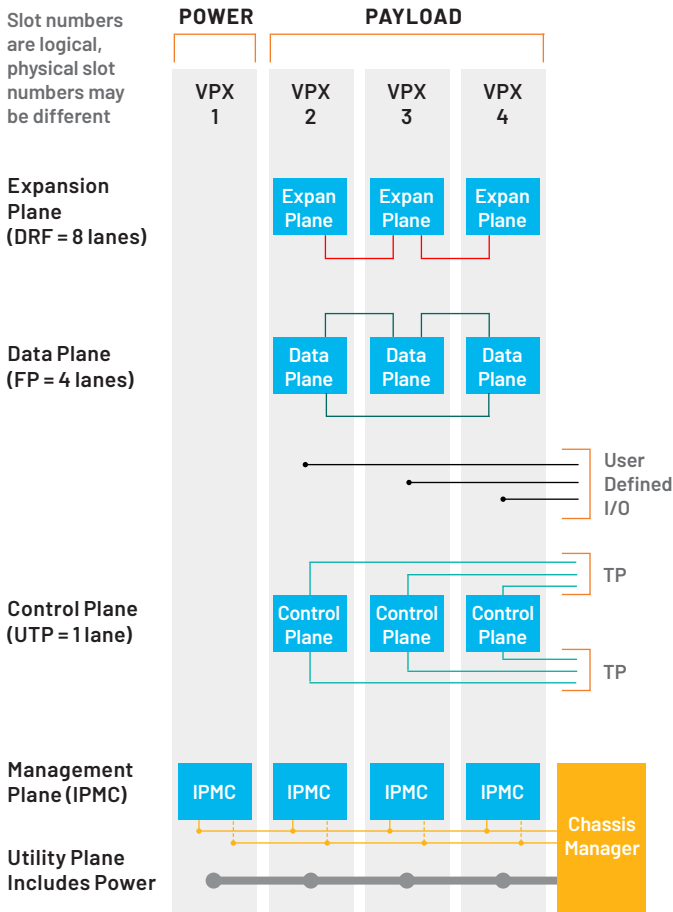 Slot numbers
are logical,
physical slot
numbers may
be different
POWER
PAYLOAD
VPX
1
VPX
2
VPX
3
VPX
4
Expansion
Plane
(DRF = 8 lanes)
Expan
Plane
Expan
Plane
Expan
Plane
Data Plane
(FP = 4 lanes)
Data
Plane
Data
Plane
Data
Plane
User
Defined
I/O
TP
Control Plane
(UTP = 1 lane)
Control
Plane
Control
Plane
Control
Plane
TP
Management
Plane (IPMC)
IPMC
IPMC
IPMC
IPMC
Chassis
Manager
Utility Plane
Includes Power